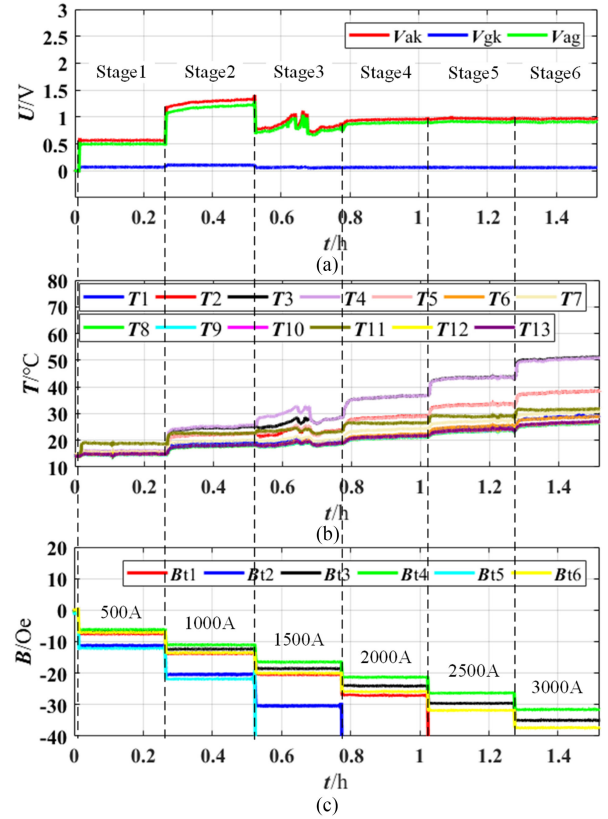 3
2.5
2
1.5
1
0.5
0
U/V
Vak Vgk Vag
Stage1 Stage2 Stage3 Stage4 Stage5 Stage6
0 0.2 0.4 0.6 0.8 1 1.2 1.4
t/h
(a)
80
70
60
50
40
30
20
10
T/°C
T1 T2 T3 T4 T5 T6 T7
T8 T9 T10 T11 T12 T13
0 0.2 0.4 0.6 0.8 1 1.2 1.4
t/h
(b)
20
10
0
-10
-20
-30
-40
B/Oe
Bt1 Bt2 Bt3 Bt4 Bt5 Bt6
500A 1000A 1500A 2000A 2500A 3000A
0 0.2 0.4 0.6 0.8 1 1.2 1.4
t/h
(c)